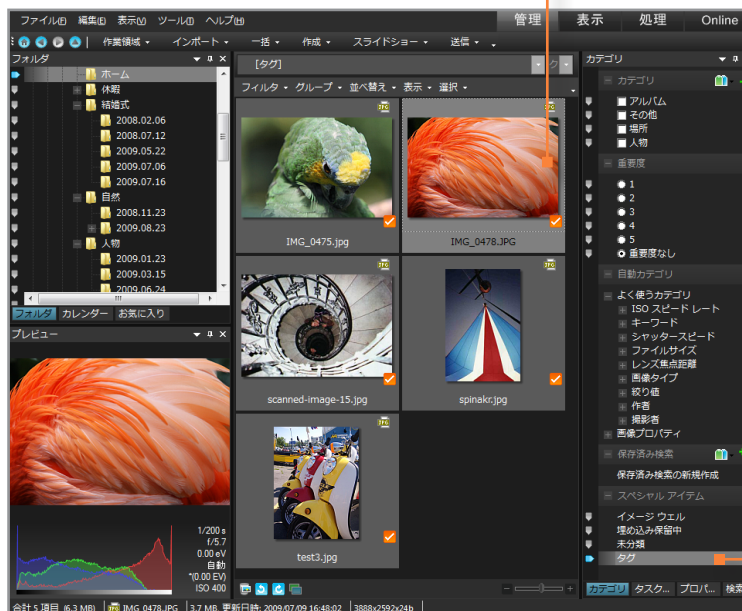 ファイル(F) 編集(E) 表示(V) ツール(T) ヘルプ(H)
管理 表示 処理 Online
作業領域 インポート 一括 作成 スライドショー 送信
フォルダ
ホーム
休暇
結婚式
2008.02.06
2008.07.12
2009.05.22
2009.07.06
2009.07.16
自然
2008.11.23
2009.08.23
人物
2009.01.23
2009.03.15
2009.06.24
フォルダ カレンダー お気に入り
プレビュー
1/200 s
f/5.7
0.00 eV
自動
*(0.00 EV)
ISO 400
[タグ]
フィルタ グループ 並べ替え 表示 選択
IMG_0475.jpg
IMG_0478.JPG
scanned-image-15.jpg
spinakr.jpg
test3.jpg
カテゴリ
カテゴリ
アルバム
その他
場所
人物
重要度
1
2
3
4
5
重要度なし
自動カテゴリ
よく使うカテゴリ
ISO スピード レート
キーワード
シャッタースピード
ファイルサイズ
レンズ焦点距離
画像タイプ
絞り値
作者
撮影者
画像プロパティ
保存済み検索
保存済み検索の新規作成
スペシャル アイテム
イメージ ウエル
埋め込み保留中
未分類
タグ
カテゴリ タスク... プロパ... 検索
合計 5 項目 (6.3 MB) JPG IMG_0478.JPG 3.7 MB, 更新日時: 2009/07/09 16:48:02 3888x2592x24b